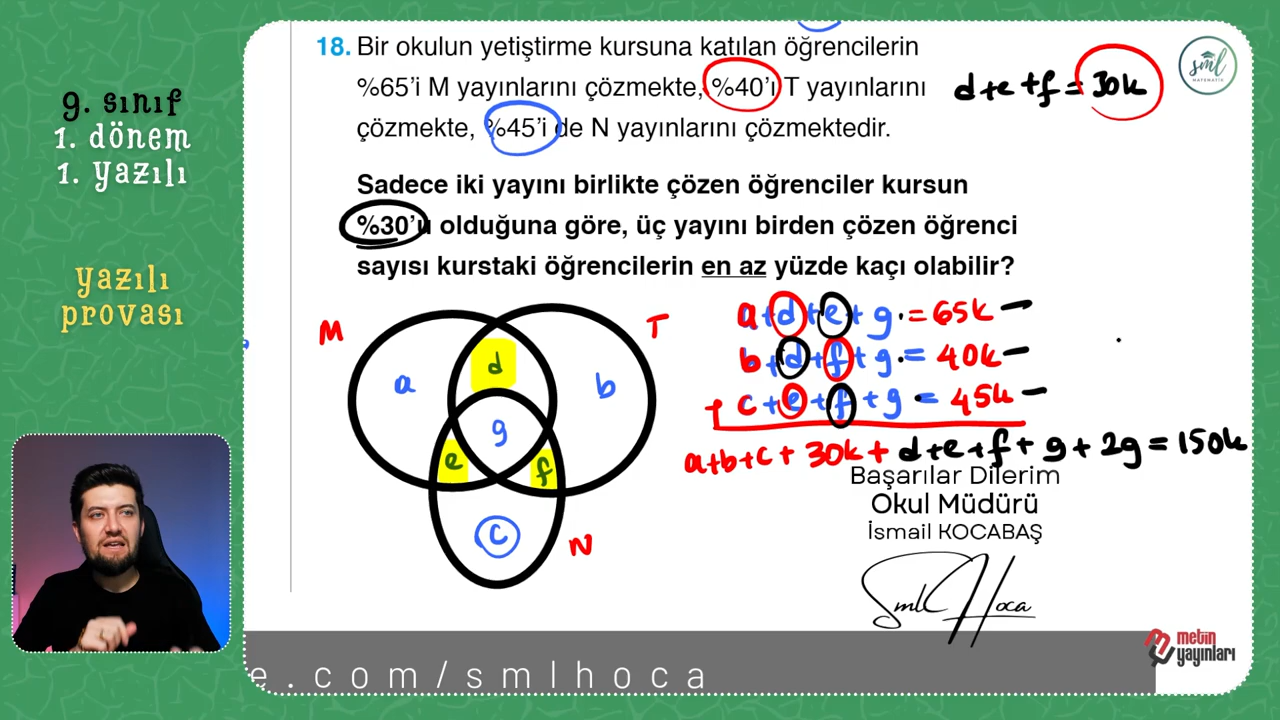 9. sınıf
1. dönem
1. yazılı
yazılı
provası
18. Bir okulun yetiştirme kursuna katılan öğrencilerin
%65'i M yayınlarını çözmekte, %40'ı T yayınlarını
çözmekte, %45'i de N yayınlarını çözmektedir.
d+e+f=30k
sml
MATEMATİK
Sadece iki yayını birlikte çözen öğrenciler kursun
%30'u olduğuna göre, üç yayını birden çözen öğrenci
sayısı kurstaki öğrencilerin en az yüzde kaçı olabilir?
M
T
d
a
b
g
e
f
c
N
a+d+e+g=65k
b+d+f+g=40k
+ c+e+f+g=45k
a+b+c+30k+d+e+f+g+2g=150k
Başarılar Dilerim
Okul Müdürü
İsmail KOCABAŞ
Sml Hoca
metin
yayınları
e.com/smlhoca